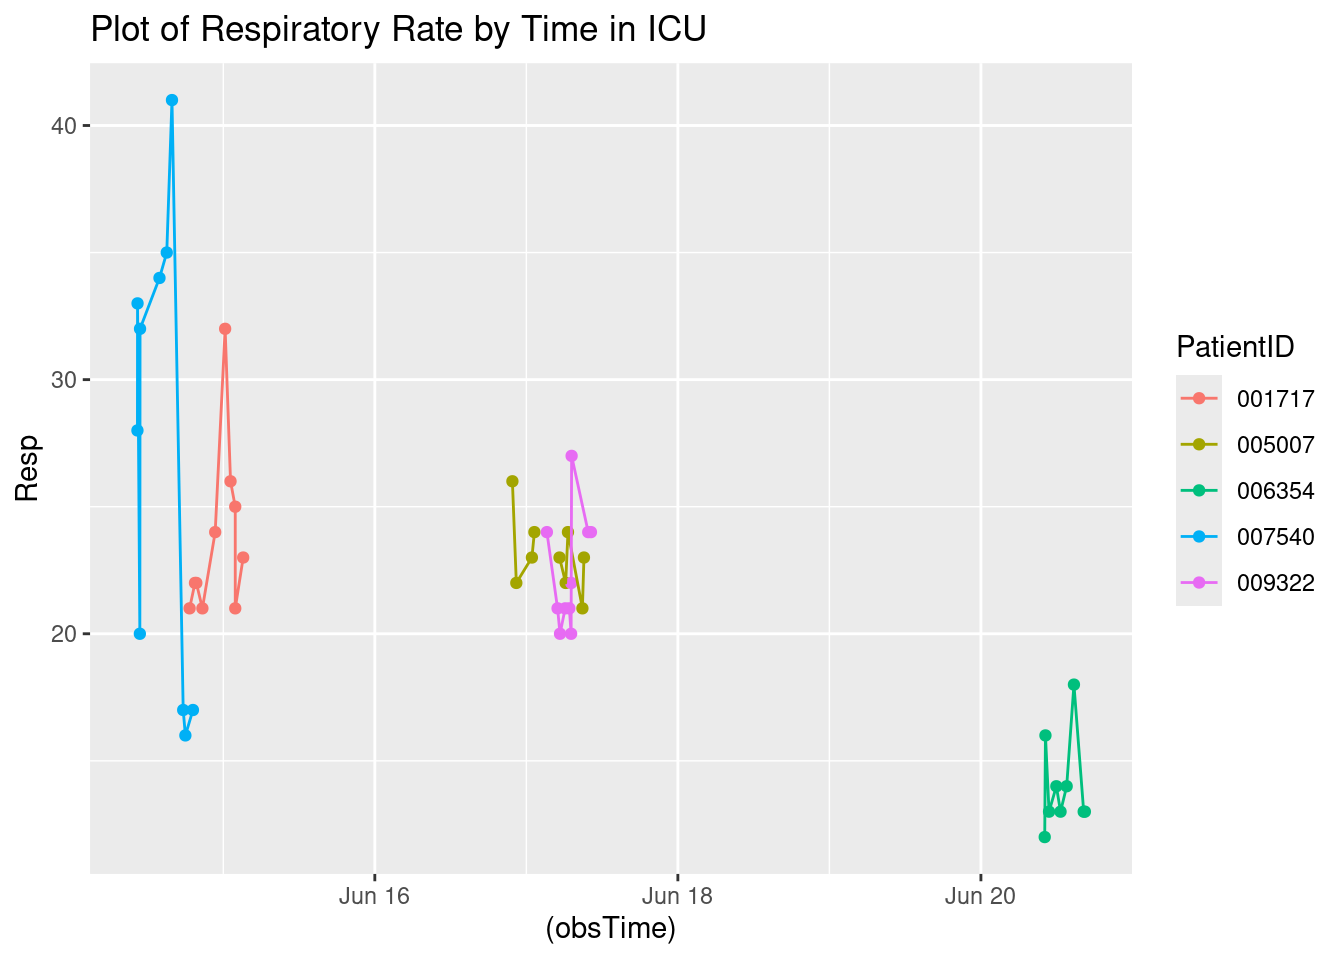 Plot of Respiratory Rate by Time in ICU
40
30
20
Resp
Jun 16
Jun 18
Jun 20
(obsTime)
PatientID
001717
005007
006354
007540
009322